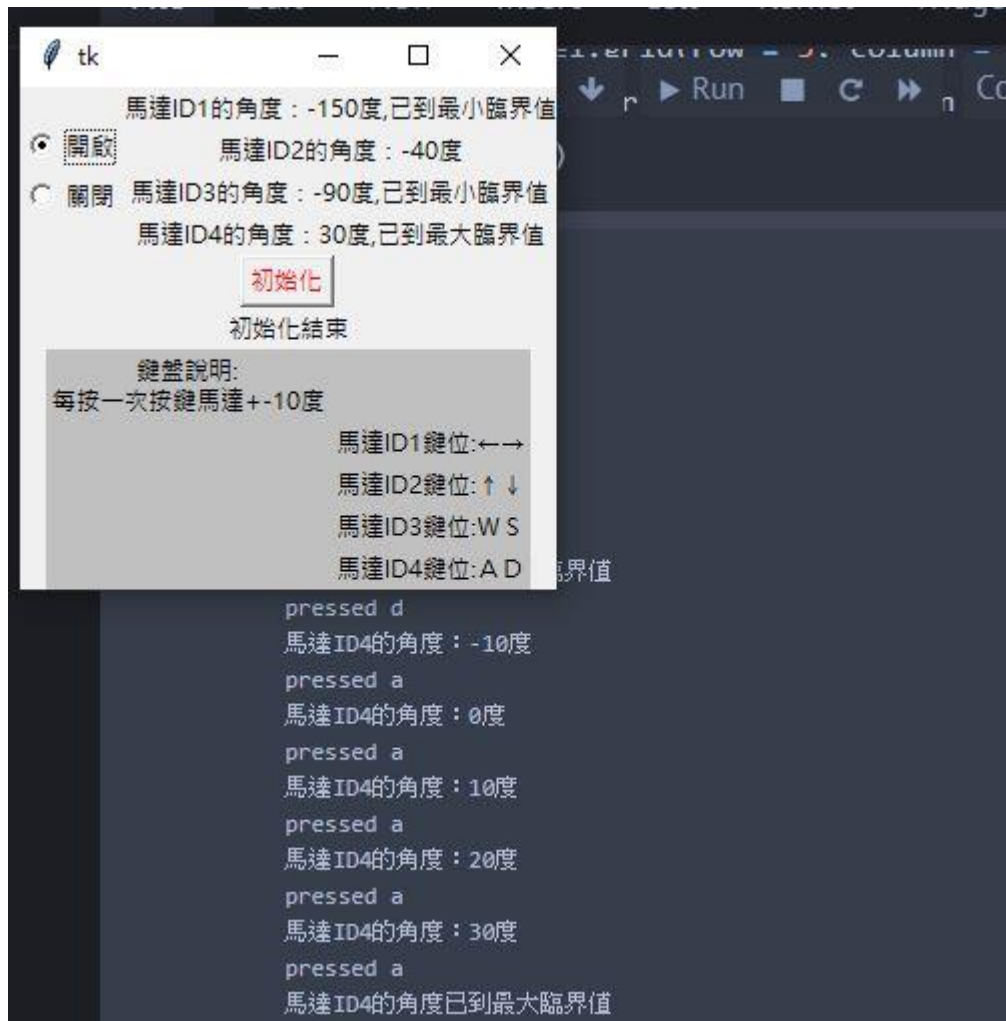 tk
馬達ID1的角度：-150度,已到最小臨界值
開啟
馬達ID2的角度：-40度
關閉
馬達ID3的角度：-90度,已到最小臨界值
馬達ID4的角度：30度,已到最大臨界值
初始化
初始化結束
鍵盤說明:
每按一次按鍵馬達+-10度
馬達ID1鍵位:←→
馬達ID2鍵位:↑↓
馬達ID3鍵位:W S
馬達ID4鍵位:A D
Run
臨界值
pressed d
馬達ID4的角度：-10度
pressed a
馬達ID4的角度：0度
pressed a
馬達ID4的角度：10度
pressed a
馬達ID4的角度：20度
pressed a
馬達ID4的角度：30度
pressed a
馬達ID4的角度已到最大臨界值